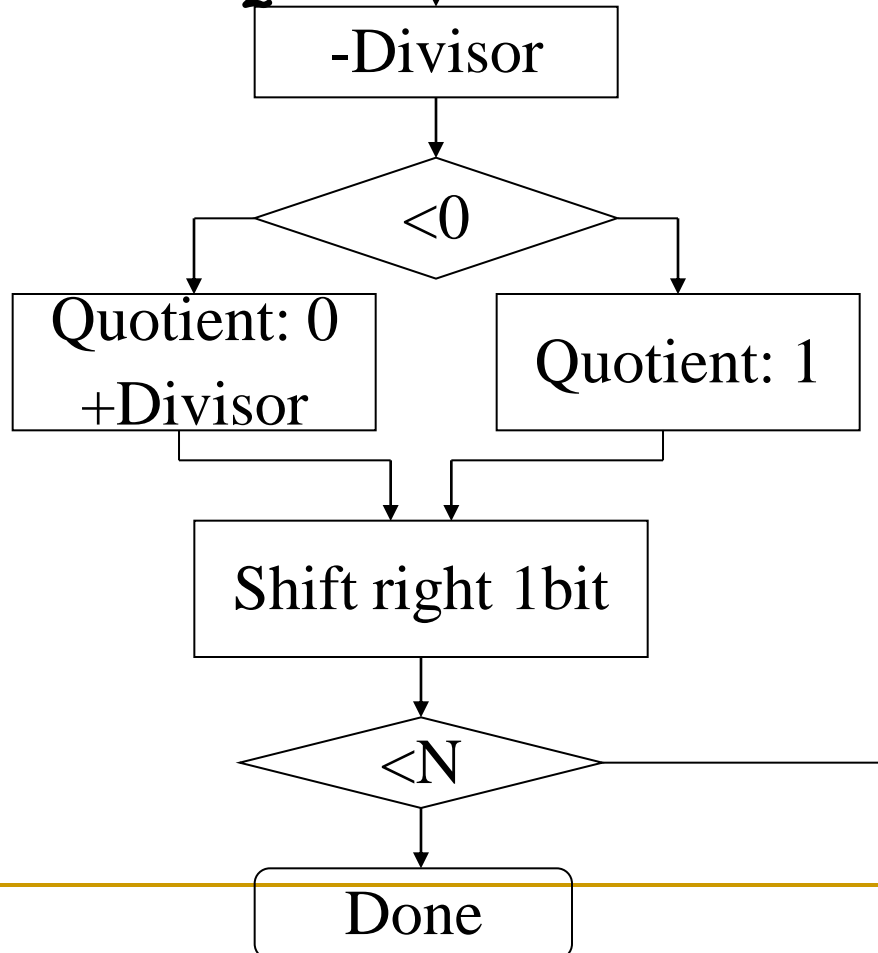 -Divisor
<0
Quotient: 0
+Divisor
Quotient: 1
Shift right 1bit
<N
Done